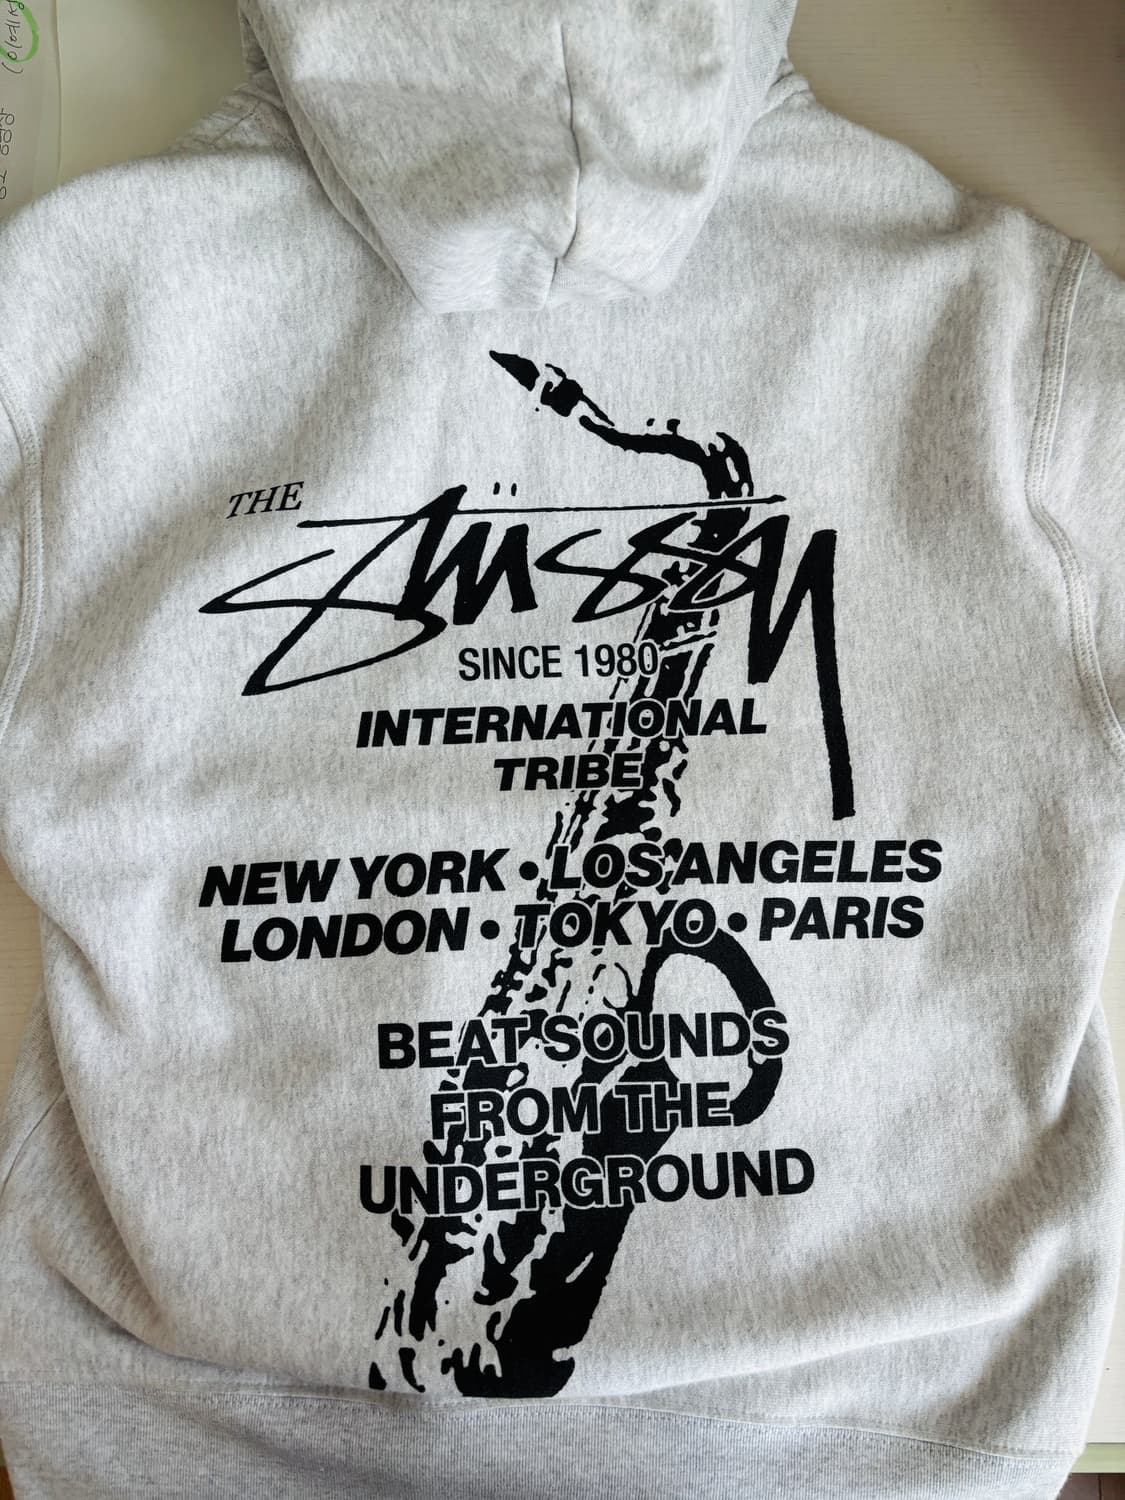 THE
Stüssy
SINCE 1980
INTERNATIONAL
TRIBE
NEW YORK • LOS ANGELES
LONDON • TOKYO • PARIS
BEAT SOUNDS
FROM THE
UNDERGROUND